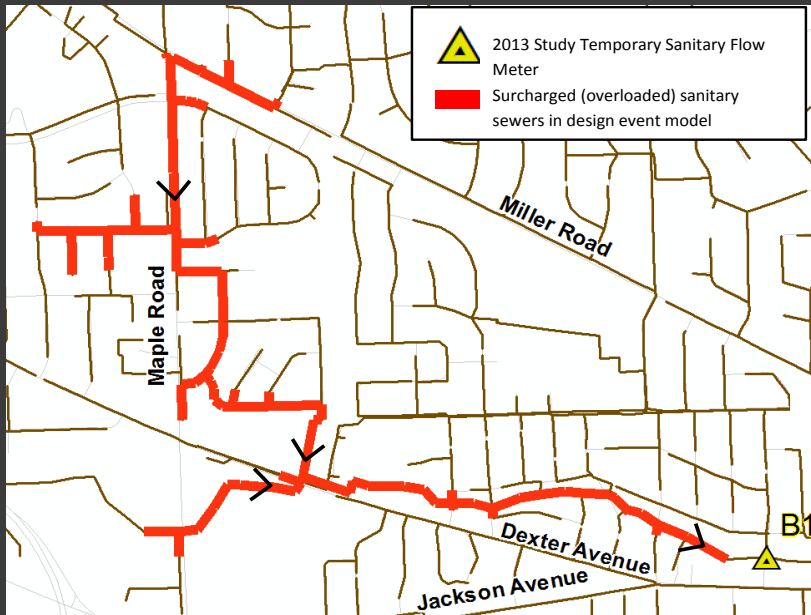 2013 Study Temporary Sanitary Flow
Meter
Surcharged (overloaded) sanitary
sewers in design event model
Miller Road
Maple Road
B1
Dexter Avenue
Jackson Avenue